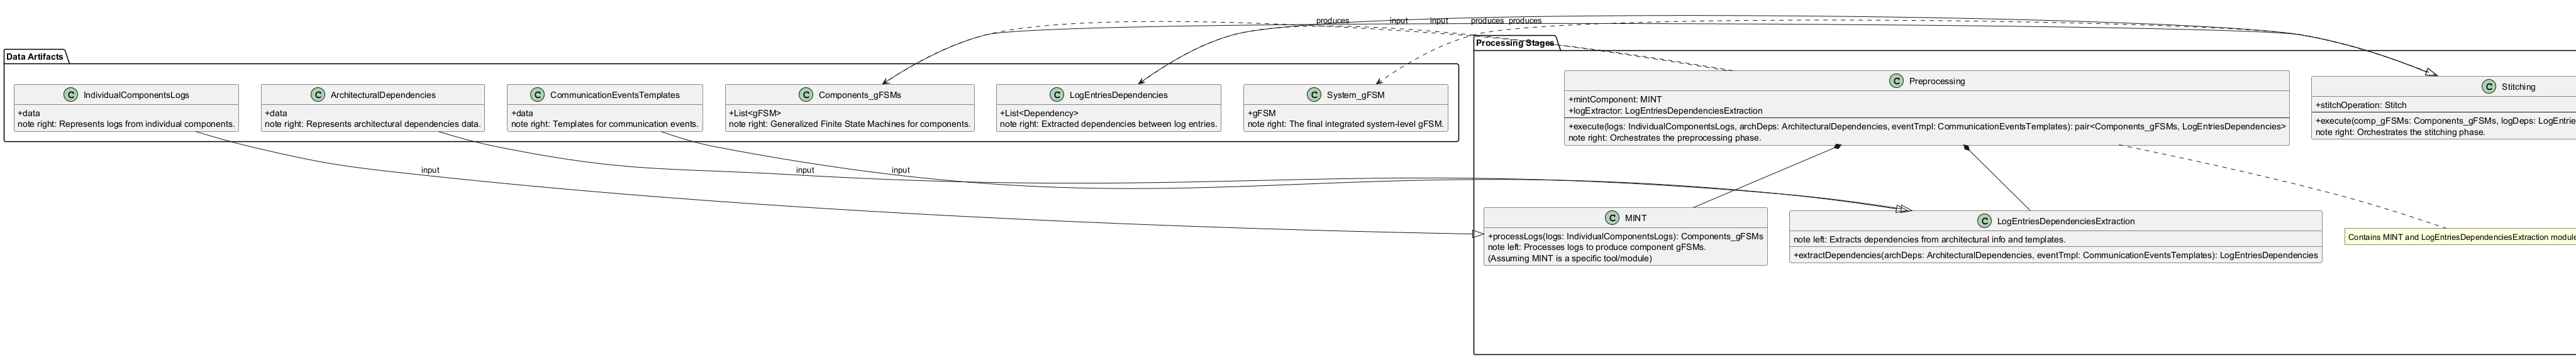 produces
input
input
produces
produces
Data Artifacts
Processing Stages
C IndividualComponentsLogs
+data
note right: Represents logs from individual components.
C ArchitecturalDependencies
+data
note right: Represents architectural dependencies data.
C CommunicationEventsTemplates
+data
note right: Templates for communication events.
C Components_gFSMs
+List<gFSM>
note right: Generalized Finite State Machines for components.
C LogEntriesDependencies
+List<Dependency>
note right: Extracted dependencies between log entries.
C System_gFSM
+gFSM
note right: The final integrated system-level gFSM.
C Preprocessing
+mintComponent: MINT
+logExtractor: LogEntriesDependenciesExtraction
+execute(logs: IndividualComponentsLogs, archDeps: ArchitecturalDependencies, eventTmpl: CommunicationEventsTemplates): pair<Components_gFSMs, LogEntriesDependencies>
note right: Orchestrates the preprocessing phase.
C Stitching
+stitchOperation: Stitch
+execute(comp_gFSMs: Components_gFSMs, logDeps: LogEntrie
note right: Orchestrates the stitching phase.
input
input
input
C MINT
+processLogs(logs: IndividualComponentsLogs): Components_gFSMs
note left: Processes logs to produce component gFSMs.
(Assuming MINT is a specific tool/module)
C LogEntriesDependenciesExtraction
note left: Extracts dependencies from architectural info and templates.
+extractDependencies(archDeps: ArchitecturalDependencies, eventTmpl: CommunicationEventsTemplates): LogEntriesDependencies
Contains MINT and LogEntriesDependenciesExtraction module